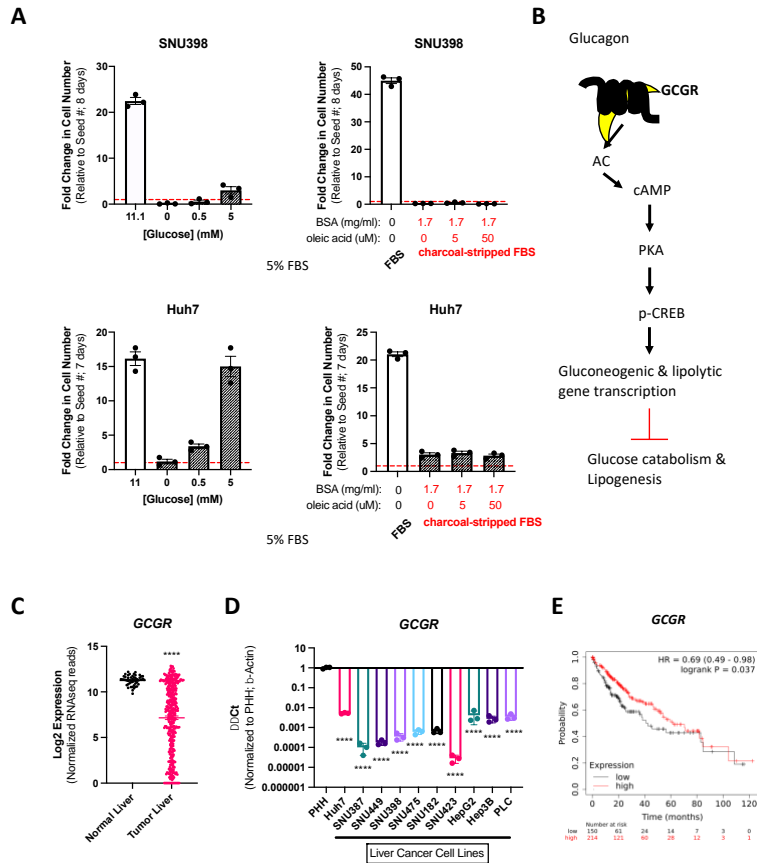 A
SNU398
Fold Change in Cell Number
(Relative to Seed #; 8 days)
30
20
10
0
11.1 0 0.5 5
[Glucose] (mM)
5% FBS
SNU398
Fold Change in Cell Number
(Relative to Seed #; 8 days)
50
40
30
20
10
0
BSA (mg/ml): 0 1.7 1.7 1.7
oleic acid (uM): 0 0 5 50
FBS charcoal-stripped FBS
Huh7
Fold Change in Cell Number
(Relative to Seed #; 7 days)
20
15
10
5
0
11 0 0.5 5
[Glucose] (mM)
5% FBS
Huh7
Fold Change in Cell Number
(Relative to Seed #; 7 days)
25
20
15
10
5
0
BSA (mg/ml): 0 1.7 1.7 1.7
oleic acid (uM): 0 0 5 50
FBS charcoal-stripped FBS
B
Glucagon
GCGR
AC
cAMP
PKA
p-CREB
Gluconeogenic & lipolytic
gene transcription
Glucose catabolism &
Lipogenesis
C
GCGR
****
Log2 Expression
(Normalized RNAseq reads)
15
10
5
0
Normal Liver
Tumor Liver
D
GCGR
DDCt
(Normalized to PHH; b-Actin)
10
1
0.1
0.01
0.001
0.0001
0.00001
0.000001
**** **** **** **** **** **** **** **** **** ****
PHH
Huh7
SNU387
SNU449
SNU398
SNU475
SNU182
SNU423
HepG2
Hep3B
PLC
Liver Cancer Cell Lines
E
GCGR
HR = 0.69 (0.49 - 0.98)
logrank P = 0.037
Probability
1.0
0.8
0.6
0.4
0.2
0.0
Expression
low
high
0 20 40 60 80 100 120
Time (months)
Number at risk
low 150 61 24 14 7 3 0
high 214 121 60 28 12 3 1